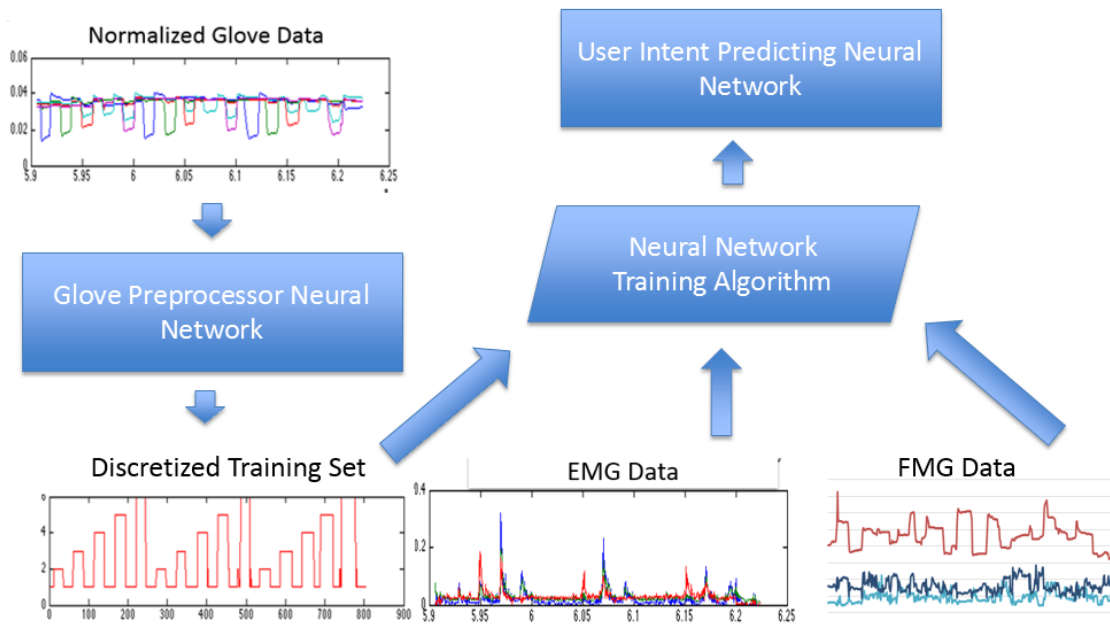 Normalized Glove Data
0.06
0.04
0.02
0
5.9 5.95 6 6.05 6.1 6.15 6.2 6.25
Glove Preprocessor Neural
Network
Discretized Training Set
6
4
2
0
0 100 200 300 400 500 600 700 800 900
User Intent Predicting Neural
Network
Neural Network
Training Algorithm
EMG Data
0.4
0.2
0
5.9 5.95 6 6.05 6.1 6.15 6.2 6.25
FMG Data